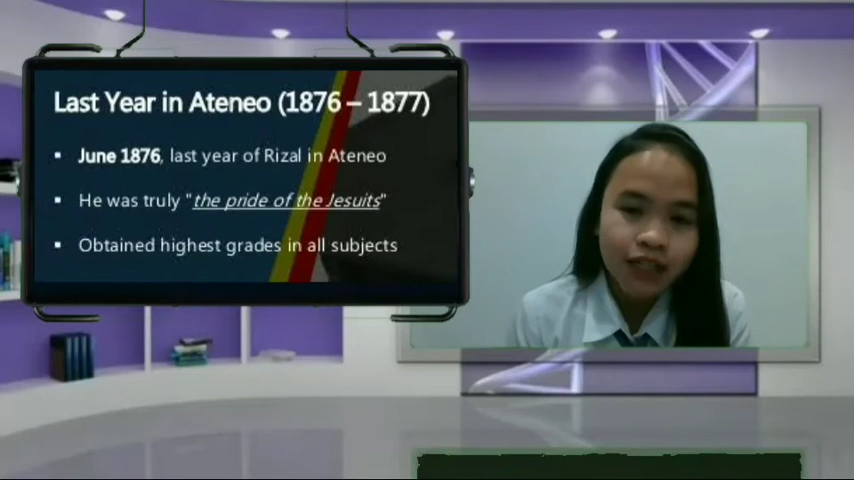 Last Year in Ateneo (1876 – 1877)
▪ June 1876, last year of Rizal in Ateneo
▪ He was truly "the pride of the Jesuits"
▪ Obtained highest grades in all subjects